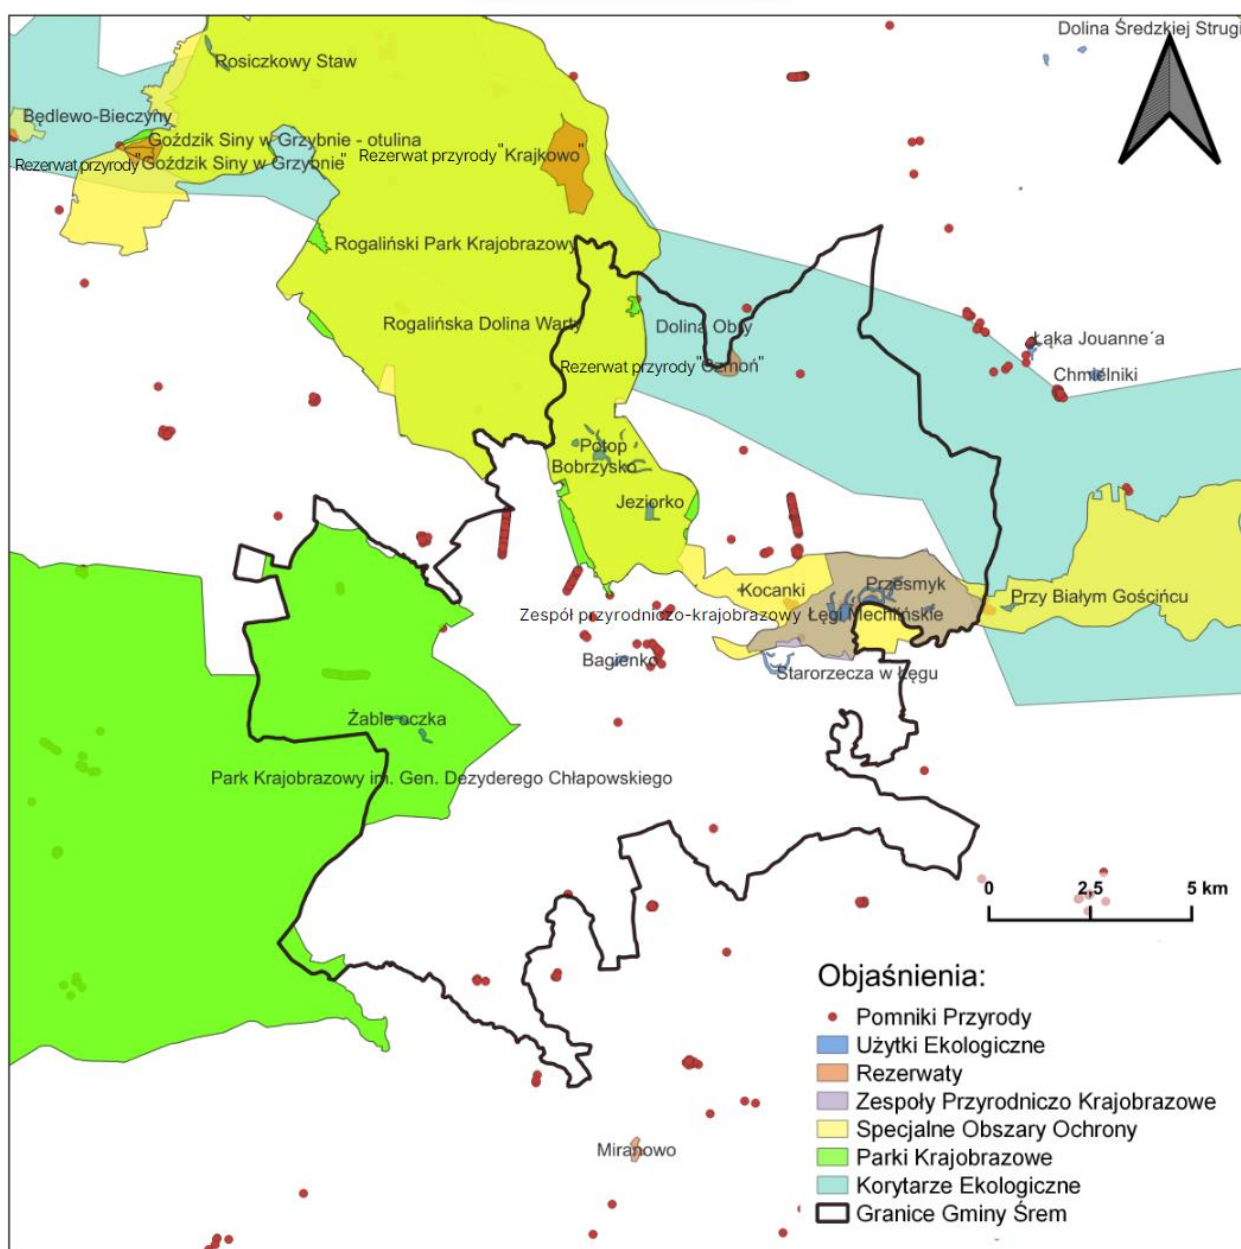 Dolina Średzkiej Strugi
Rosiczkowy Staw
Będlewo-Bieczyny
Goździk Siny w Grzybnie - otulina
Rezerwat przyrody "Goździk Siny w Grzybnie"
Rezerwat przyrody "Krajkowo"
Rogaliński Park Krajobrazowy
Rogalińska Dolina Warty
Dolina Obry
Łąka Jouanne´a
Rezerwat przyrody "Czmoń"
Chmielniki
Potop
Bobrzysko
Jeziorko
Kocanki
Przesmyk
Przy Białym Gościńcu
Zespół przyrodniczo-krajobrazowy Łęgi Mechlińskie
Bagienko
Starorzecza w Łęgu
Żabie oczka
Park Krajobrazowy im. Gen. Dezyderego Chłapowskiego
0 2,5 5 km
Objaśnienia:
Pomniki Przyrody
Użytki Ekologiczne
Rezerwaty
Zespoły Przyrodniczo Krajobrazowe
Specjalne Obszary Ochrony
Parki Krajobrazowe
Korytarze Ekologiczne
Granice Gminy Śrem
Miranowo